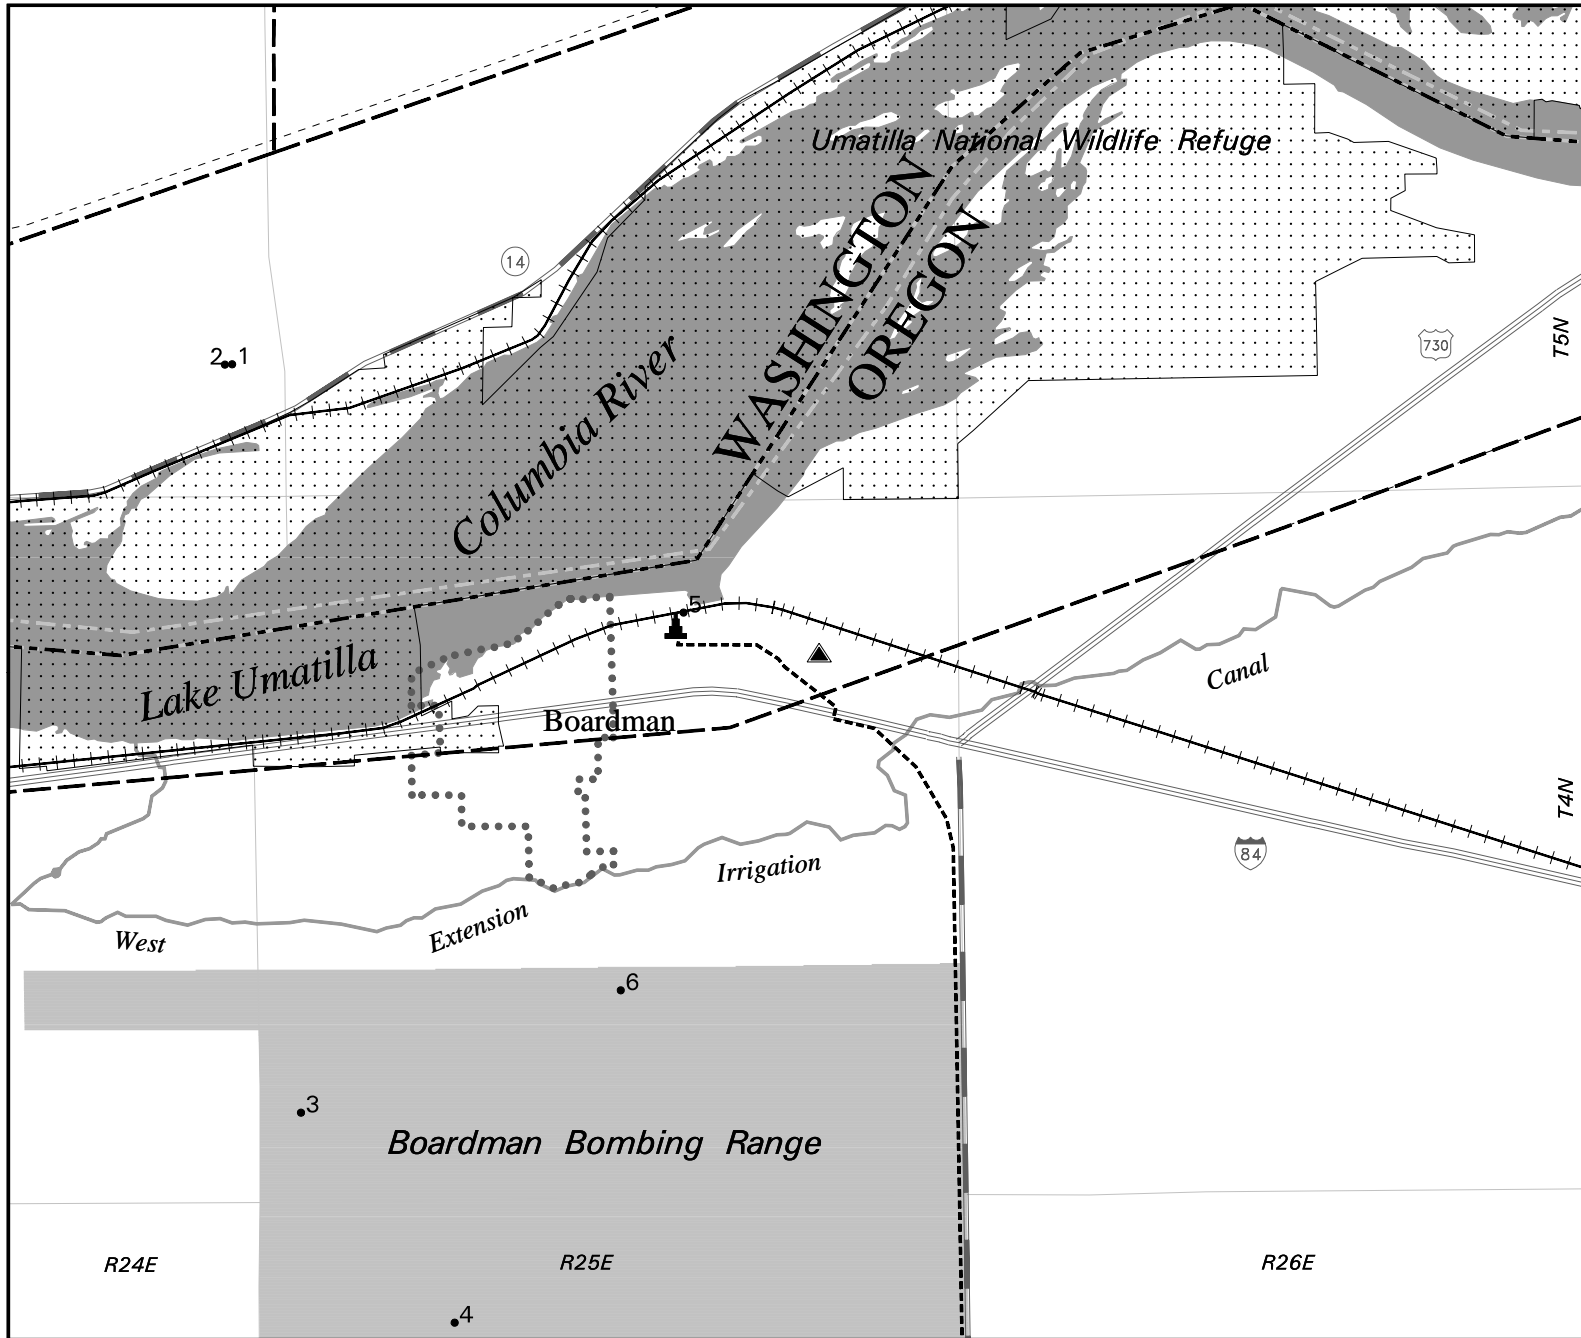 Umatilla National Wildlife Refuge
WASHINGTON
OREGON
14
730
T5N
2 1
Columbia River
5
Lake Umatilla
Canal
Boardman
T4N
84
Irrigation
Extension
West
6
3
Boardman Bombing Range
R24E
R25E
R26E
4